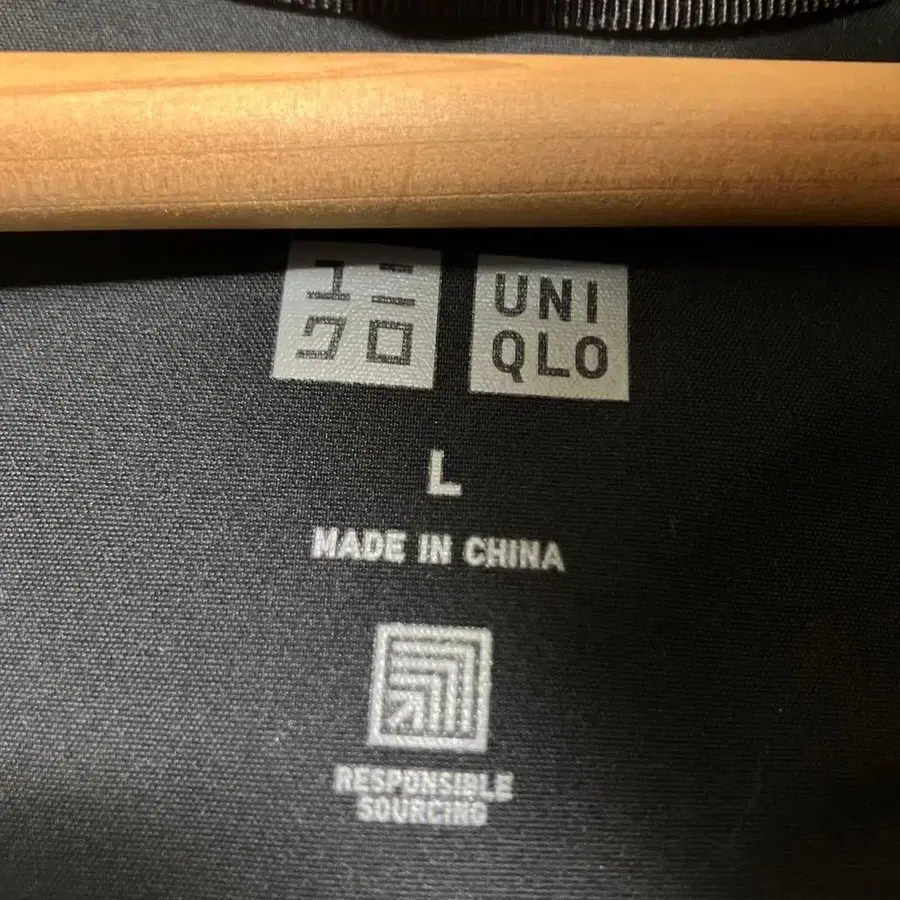 ユニ
クロ
UNI
QLO
L
MADE IN CHINA
RESPONSIBLE
SOURCING